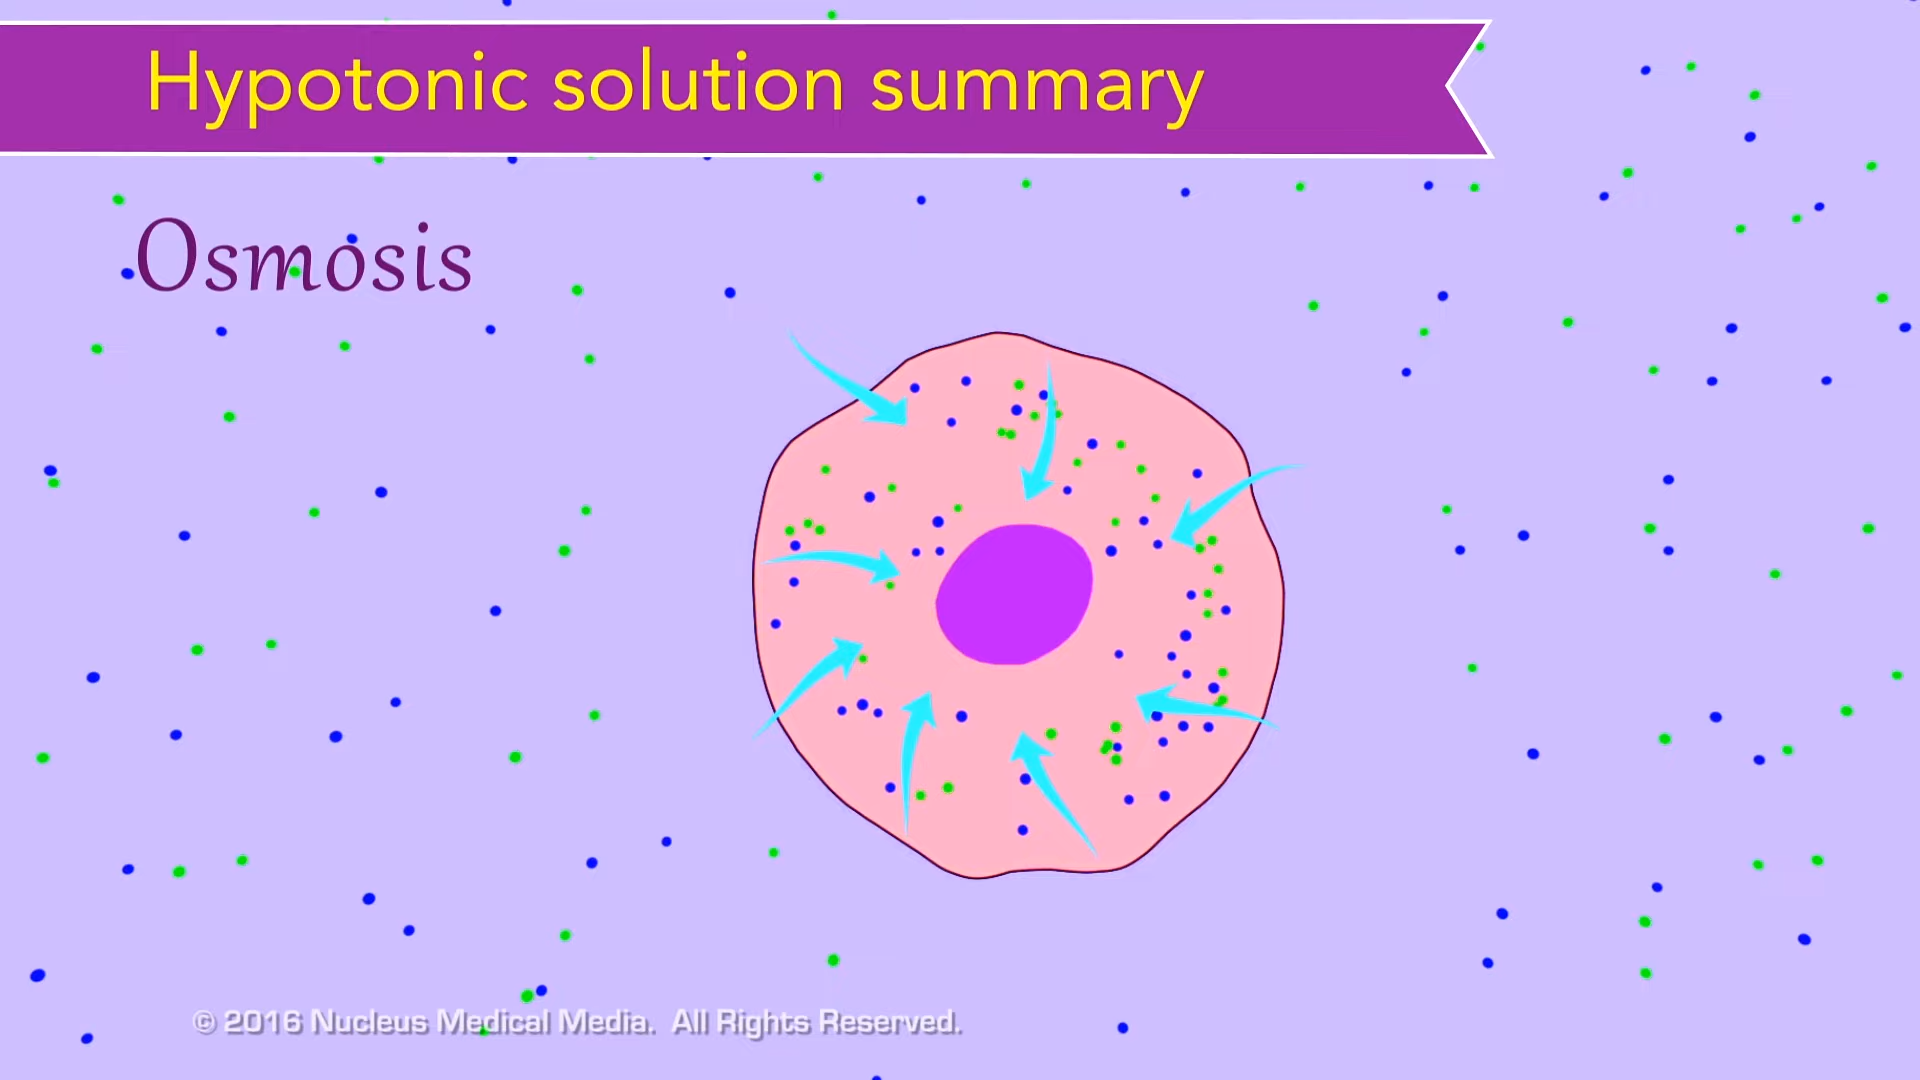 Hypotonic solution summary
Osmosis
© 2016 Nucleus Medical Media. All Rights Reserved.